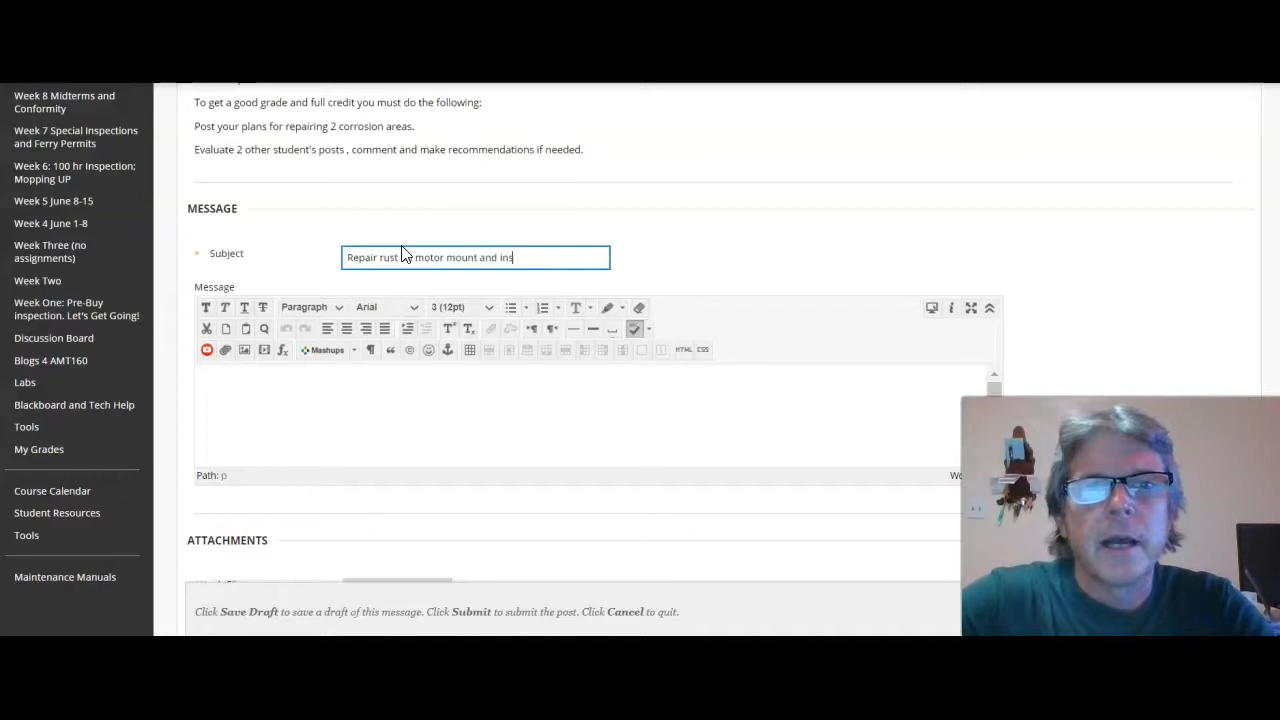 Week 8 Midterms and
Conformity
Week 7 Special Inspections
and Ferry Permits
Week 6: 100 hr Inspection;
Mopping UP
Week 5 June 8-15
Week 4 June 1-8
Week Three (no
assignments)
Week Two
Week One: Pre-Buy
inspection. Let's Get Going!
Discussion Board
Blogs 4 AMT160
Labs
Blackboard and Tech Help
Tools
My Grades
Course Calendar
Student Resources
Tools
Maintenance Manuals
To get a good grade and full credit you must do the following:
Post your plans for repairing 2 corrosion areas.
Evaluate 2 other student's posts , comment and make recommendations if needed.
MESSAGE
* Subject
Repair rust motor mount and ins
Message
Paragraph Arial 3 (12pt)
Mashups HTML CSS
Path: p
ATTACHMENTS
Click Save Draft to save a draft of this message. Click Submit to submit the post. Click Cancel to quit.